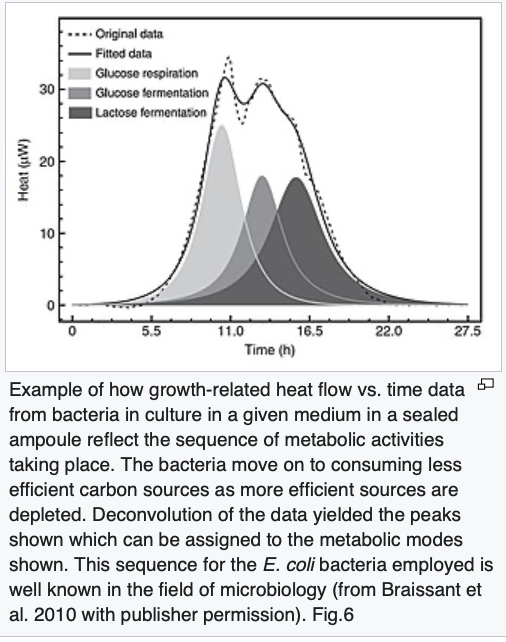 Original data
Fitted data
Glucose respiration
Glucose fermentation
Lactose fermentation
30
20
10
0
Heat (µW)
0 5.5 11.0 16.5 22.0 27.5
Time (h)
Example of how growth-related heat flow vs. time data
from bacteria in culture in a given medium in a sealed
ampoule reflect the sequence of metabolic activities
taking place. The bacteria move on to consuming less
efficient carbon sources as more efficient sources are
depleted. Deconvolution of the data yielded the peaks
shown which can be assigned to the metabolic modes
shown. This sequence for the E. coli bacteria employed is
well known in the field of microbiology (from Braissant et
al. 2010 with publisher permission). Fig.6